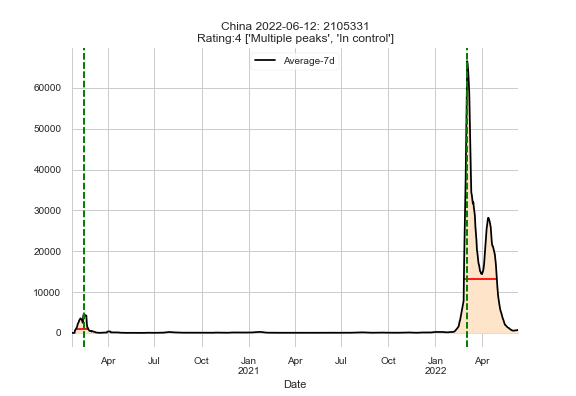 China 2022-06-12: 2105331
Rating:4 ['Multiple peaks', 'In control']
Average-7d
60000
50000
40000
30000
20000
10000
0
Apr Jul Oct Jan Apr Jul Oct Jan Apr
2021 2022
Date